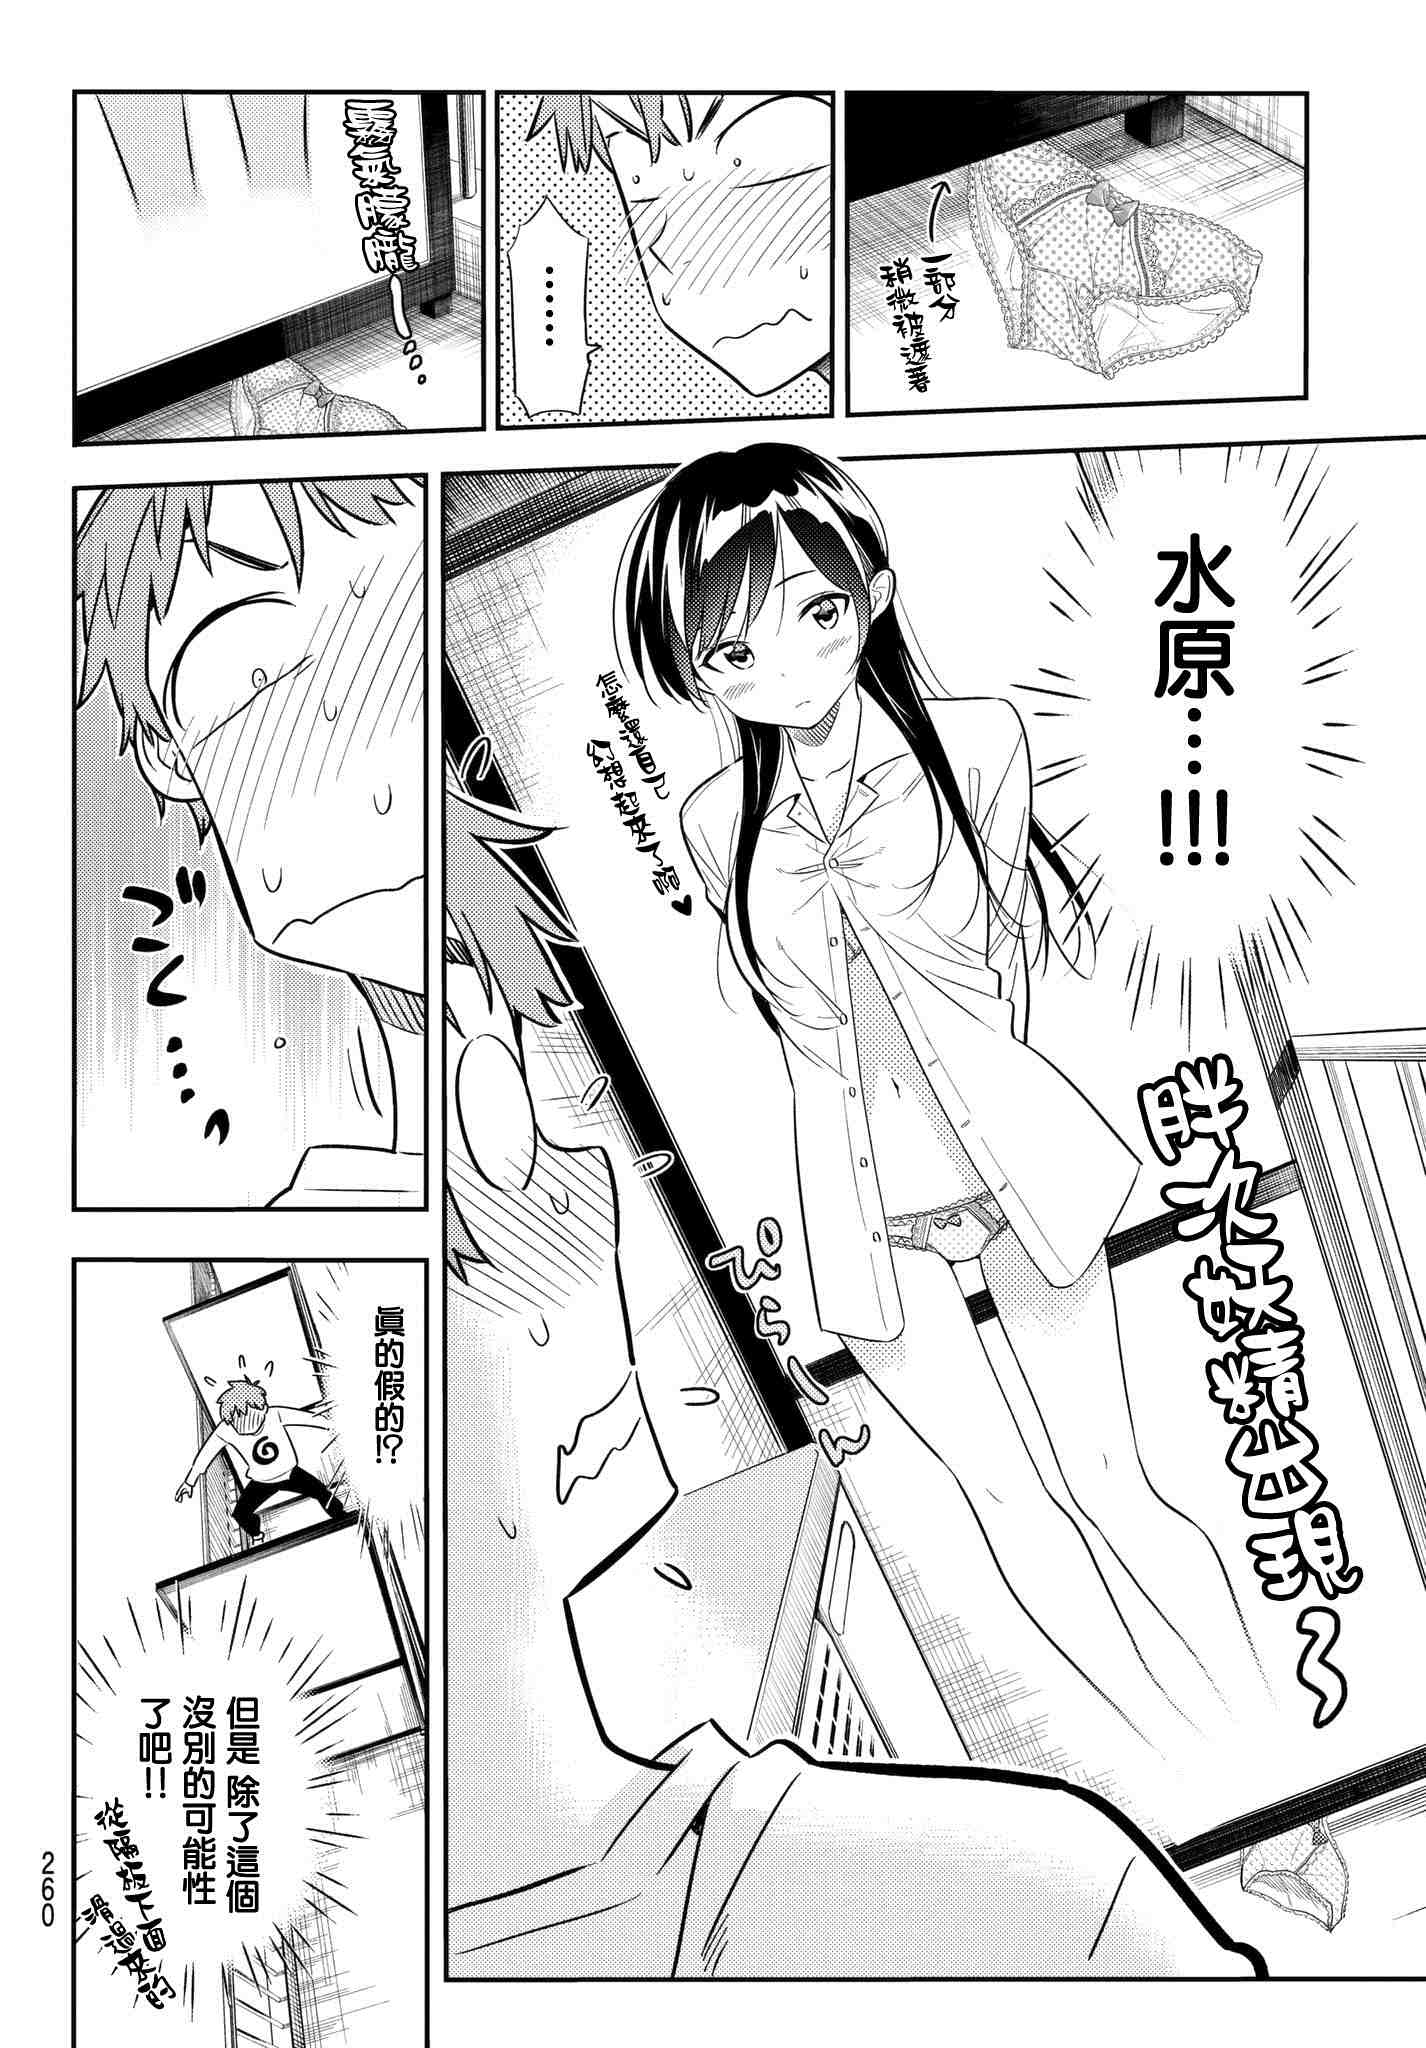 一部分
稍微被遮著
……
霧氣朦朧～…
水原……!!!
胖次妖精出現～
怎麼還自己
幻想起來了啊♥
ぴらーん
ごく…
真的假的!?
但是 除了這個
沒別的可能性
了吧!!
從隔板下面
滑過來的
260